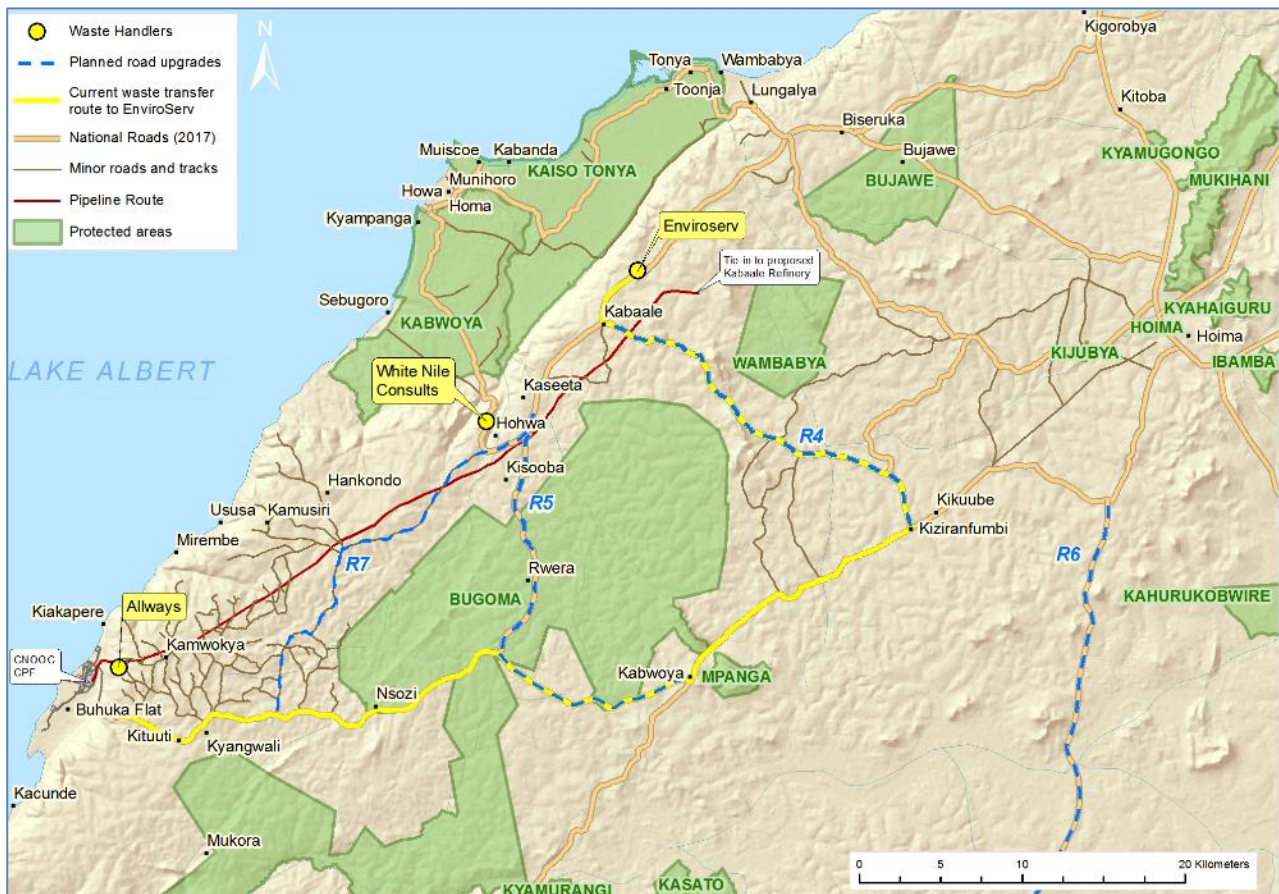 Waste Handlers
Planned road upgrades
Current waste transfer
route to EnviroServ
National Roads (2017)
Minor roads and tracks
Pipeline Route
Protected areas
N
Kigorobya
Tonya
Wambabya
Toonja
Lungalya
Kitoba
Biseruka
Muiscoe
Kabanda
Bujawe
KYAMUGONGO
KAISO TONYA
Munihoro
BUJAWE
MUKIHANI
Howa
Homa
Kyampanga
Enviroserv
Tie in to proposed
Kabaale Refinery
Sebugoro
KABWOYA
Kabaale
KYAHAIGURU
HOIMA
Hoima
LAKE ALBERT
WAMBABYA
KIJUBYA
IBAMBA
White Nile
Consults
Kaseeta
Hohwa
R4
Kisooba
Hankondo
R5
Kikuube
Ususa
Kamusiri
Kiziranfumbi
Mirembe
R7
R6
Rwera
BUGOMA
KAHURUKOBWIRE
Kiakapere
Allways
Kamwokya
CNOOC
CPF
Kabwoya
MPANGA
Nsozi
Buhuka Flat
Kituuti
Kyangwali
Kacunde
Mukora
0
5
10
20 Kilometers
KYAMURANGI
KASATO